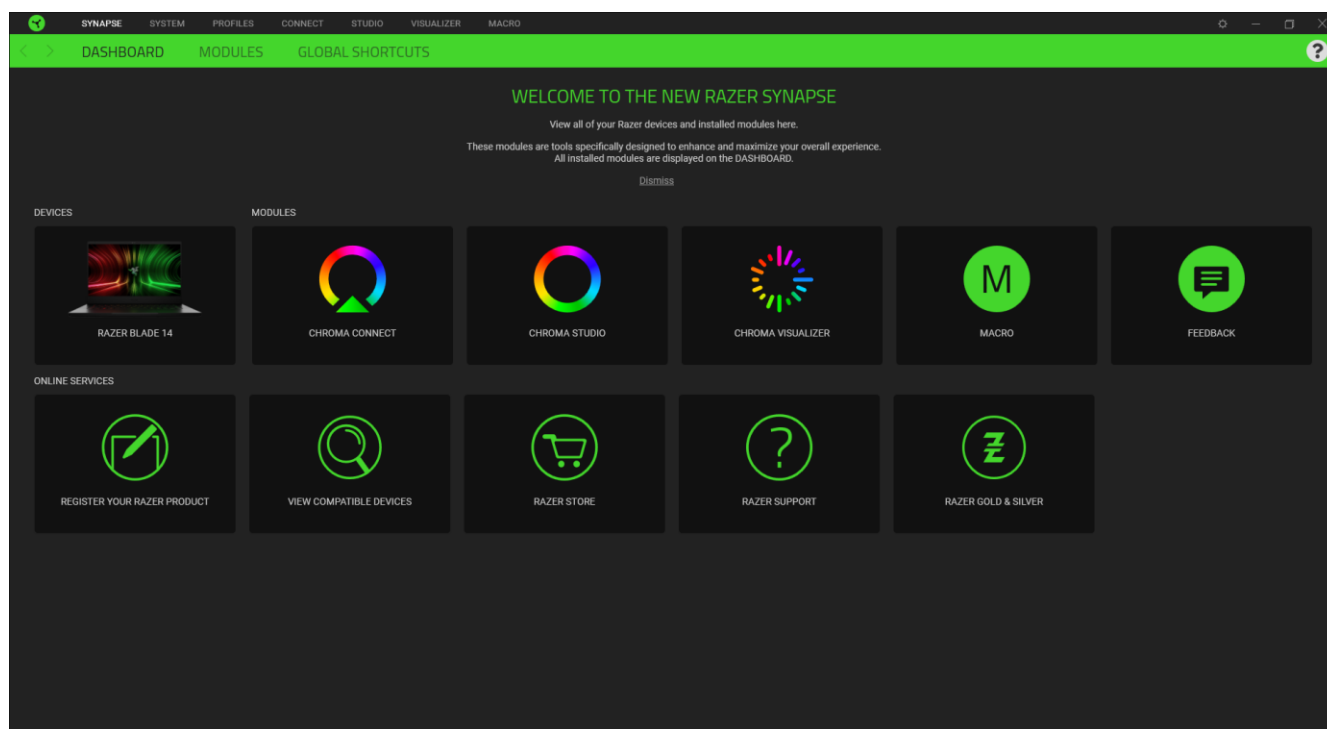 SYNAPSE SYSTEM PROFILES CONNECT STUDIO VISUALIZER MACRO
DASHBOARD MODULES GLOBAL SHORTCUTS ?
WELCOME TO THE NEW RAZER SYNAPSE
View all of your Razer devices and installed modules here.
These modules are tools specifically designed to enhance and maximize your overall experience.
All installed modules are displayed on the DASHBOARD.
Dismiss
DEVICES MODULES
M
RAZER BLADE 14 CHROMA CONNECT CHROMA STUDIO CHROMA VISUALIZER MACRO FEEDBACK
ONLINE SERVICES
?
REGISTER YOUR RAZER PRODUCT VIEW COMPATIBLE DEVICES RAZER STORE RAZER SUPPORT RAZER GOLD & SILVER